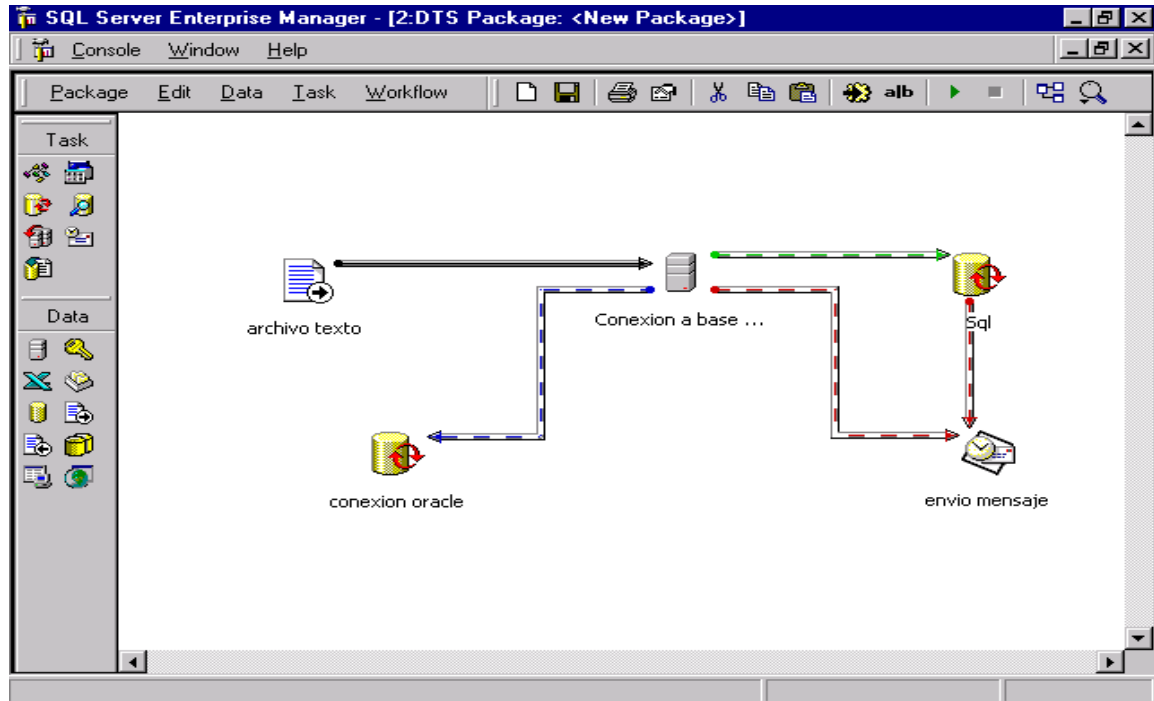 SQL Server Enterprise Manager - [2:DTS Package: <New Package>]
Console Window Help
Package Edit Data Task Workflow
a|b
Task
Data
archivo texto
Conexion a base ...
Sql
conexion oracle
envio mensaje